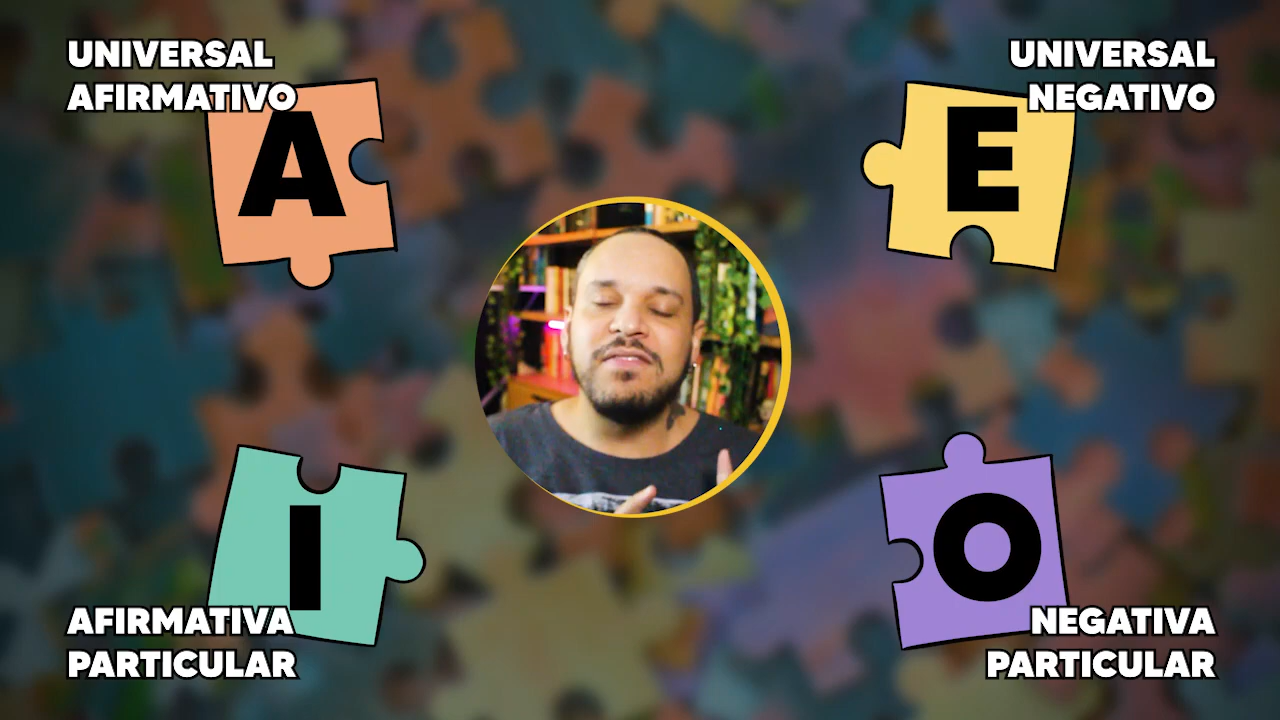 UNIVERSAL
AFIRMATIVO
A
UNIVERSAL
NEGATIVO
E
I
AFIRMATIVA
PARTICULAR
O
NEGATIVA
PARTICULAR